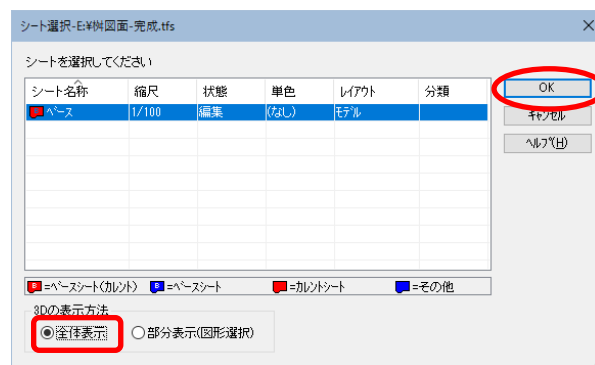 シート選択-E:¥桝図面-完成.tfs
シートを選択してください
シート名称 縮尺 状態 単色 レイアウト 分類
ベース 1/100 編集 (なし) モデル
OK
キャンセル
ヘルプ(H)
B =ベースシート(カレント) B =ベースシート =カレントシート =その他
3Dの表示方法
全体表示 部分表示(図形選択)